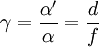 γ = α′/α = d/f